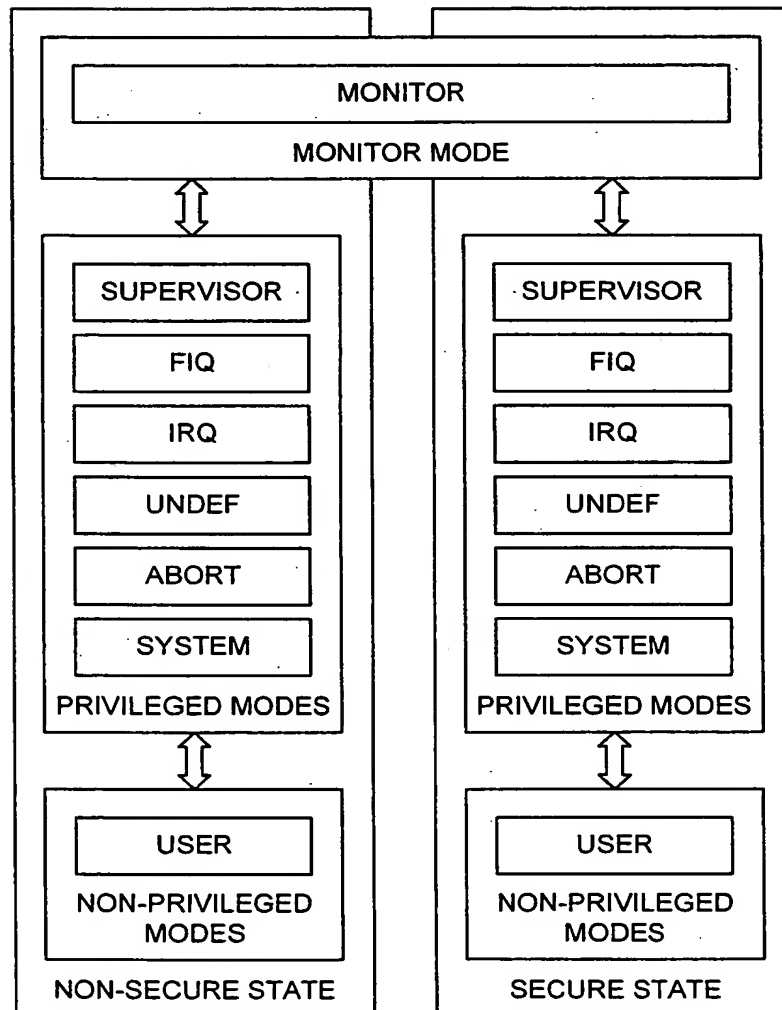 MONITOR
MONITOR MODE
SUPERVISOR
FIQ
IRQ
UNDEF
ABORT
SYSTEM
PRIVILEGED MODES
USER
NON-PRIVILEGED
MODES
NON-SECURE STATE
SUPERVISOR
FIQ
IRQ
UNDEF
ABORT
SYSTEM
PRIVILEGED MODES
USER
NON-PRIVILEGED
MODES
SECURE STATE